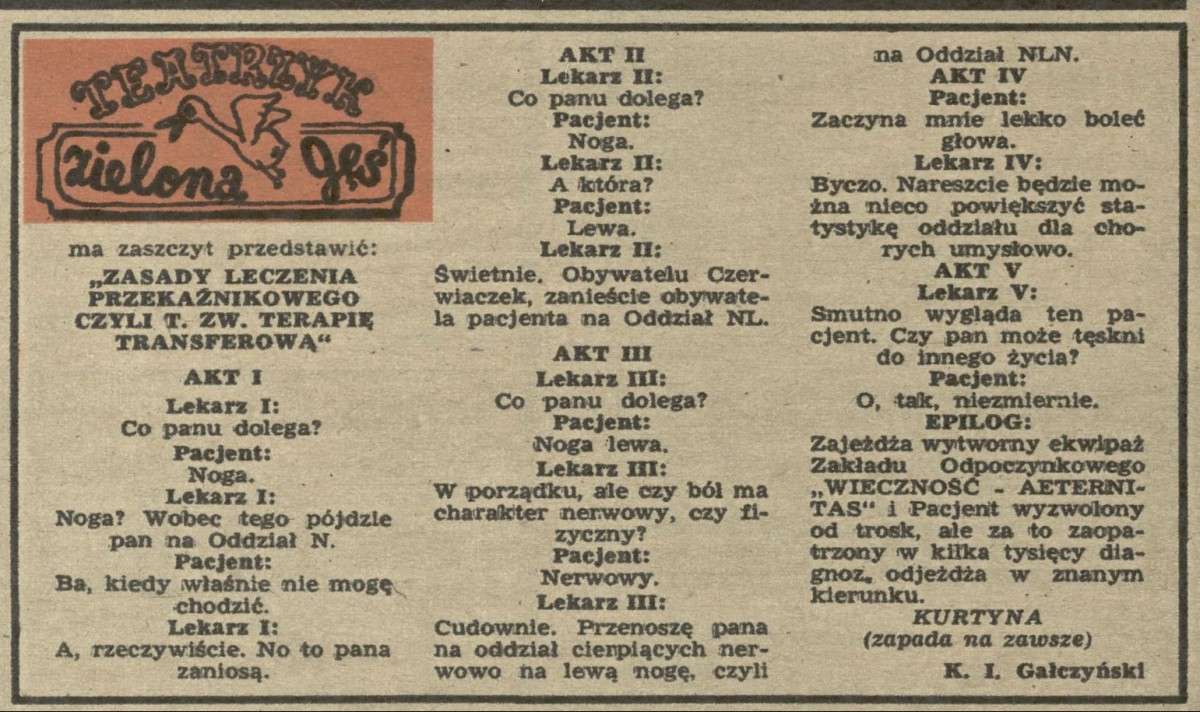 TEATRZYK
zielona gęś
ma zaszczyt przedstawić:
„ZASADY LECZENIA
PRZEKAŹNIKOWEGO
CZYLI T. ZW. TERAPIĘ
TRANSFEROWĄ“
AKT I
Lekarz I:
Co panu dolega?
Pacjent:
Noga.
Lekarz I:
Noga? Wobec tego pójdzie
pan na Oddział N.
Pacjent:
Ba, kiedy właśnie nie mogę
chodzić.
Lekarz I:
A, rzeczywiście. No to pana
zaniosą.
AKT II
Lekarz II:
Co panu dolega?
Pacjent:
Noga.
Lekarz II:
A która?
Pacjent:
Lewa.
Lekarz II:
Świetnie. Obywatelu Czer-
wiaczek, zanieście obywate-
la pacjenta na Oddział NL.
AKT III
Lekarz III:
Co panu dolega?
Pacjent:
Noga lewa.
Lekarz III:
W porządku, ale czy ból ma
charakter nerwowy, czy fi-
zyczny?
Pacjent:
Nerwowy.
Lekarz III:
Cudownie. Przenoszę pana
na oddział cierpiących ner-
wowo na lewą nogę, czyli
na Oddział NLN.
AKT IV
Pacjent:
Zaczyna mnie lekko boleć
głowa.
Lekarz IV:
Byczo. Nareszcie będzie mo-
żna nieco powiększyć sta-
tystykę oddziału dla cho-
rych umysłowo.
AKT V
Lekarz V:
Smutno wygląda ten pa-
cjent. Czy pan może tęskni
do innego życia?
Pacjent:
O, tak, niezmiernie.
EPILOG:
Zajeżdża wytworny ekwipaż
Zakładu Odpoczynkowego
„WIECZNOŚĆ - AETERNI-
TAS“ i Pacjent wyzwolony
od trosk, ale za to zaopa-
trzony w kilka tysięcy dia-
gnoz, odjeżdża w znanym
kierunku.
KURTYNA
(zapada na zawsze)
K. I. Gałczyński